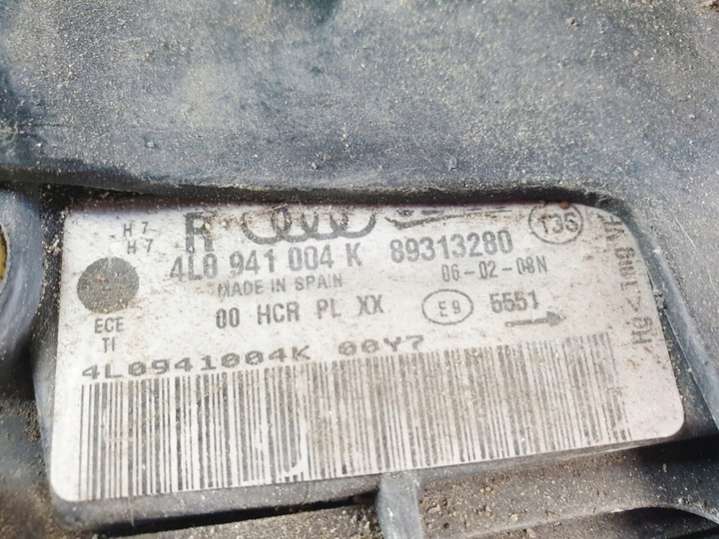 H7
H7
R
4L0 941 004 K 89313280 135
MADE IN SPAIN 06-02-08N
00 HCR PL XX E9 5551
ECE
TI
4L0941004K 00Y7